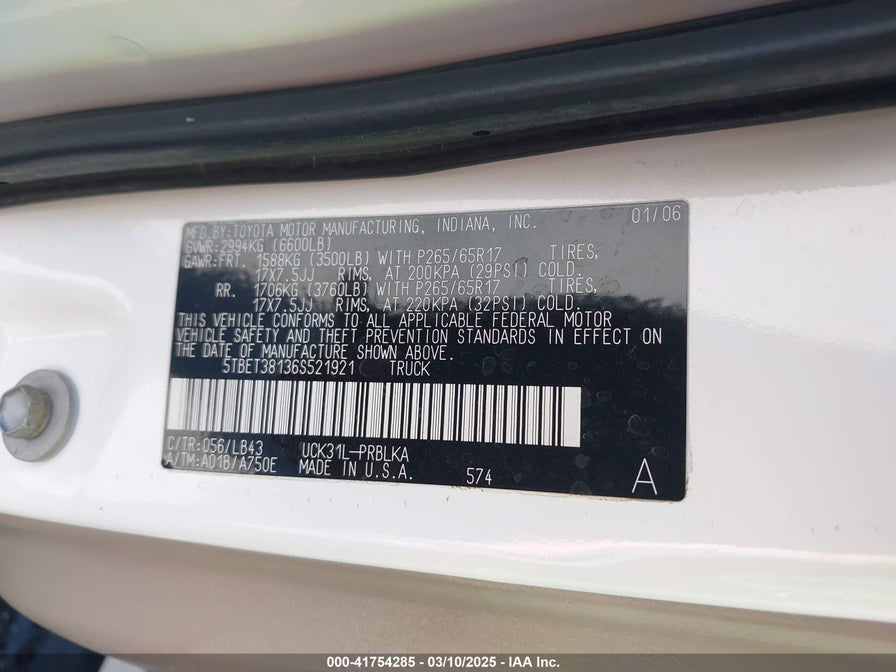 MFD. BY: TOYOTA MOTOR MANUFACTURING, INDIANA, INC. 01/06
GVWR: 2994KG (6600LB)
GAWR: FRT 1588KG (3500LB) WITH P265/65R17 TIRES,
17X7.5JJ RIMS, AT 200KPA (29PSI) COLD.
RR. 1706KG (3760LB) WITH P265/65R17 TIRES,
17X7.5JJ RIMS, AT 220KPA (32PSI) COLD.
THIS VEHICLE CONFORMS TO ALL APPLICABLE FEDERAL MOTOR
VEHICLE SAFETY AND THEFT PREVENTION STANDARDS IN EFFECT ON
THE DATE OF MANUFACTURE SHOWN ABOVE.
5TBET38136S521921 TRUCK
C/TR: 056/LB43 UCK31L-PRBLKA
A/TM: A01B/A750E MADE IN U.S.A. 574 A
000-41754285 - 03/10/2025 - IAA Inc.